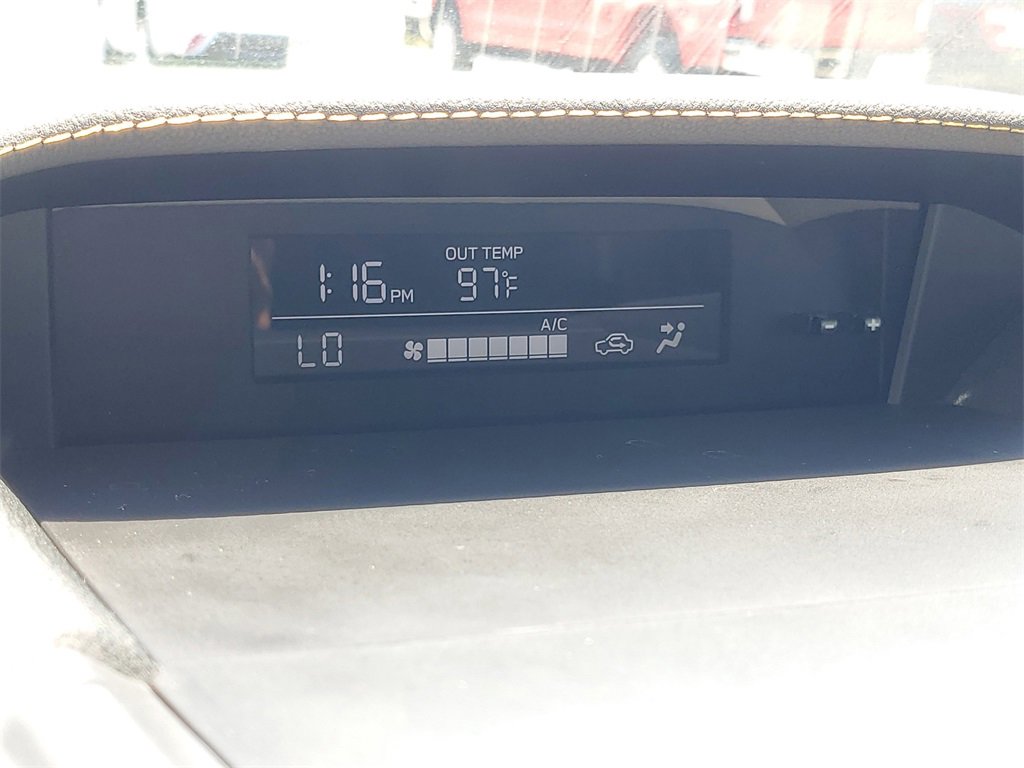 OUT TEMP
1:16 PM 97°F
A/C
LO
- +